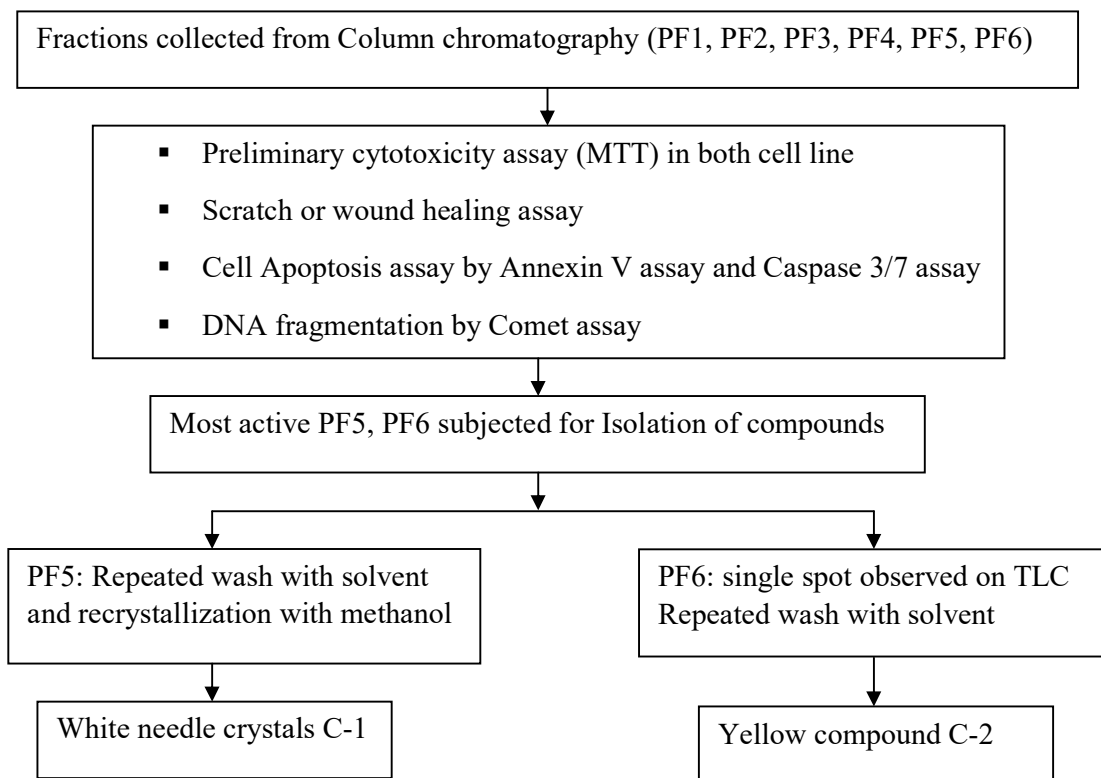 Fractions collected from Column chromatography (PF1, PF2, PF3, PF4, PF5, PF6)
▪ Preliminary cytotoxicity assay (MTT) in both cell line
▪ Scratch or wound healing assay
▪ Cell Apoptosis assay by Annexin V assay and Caspase 3/7 assay
▪ DNA fragmentation by Comet assay
Most active PF5, PF6 subjected for Isolation of compounds
PF5: Repeated wash with solvent
and recrystallization with methanol
PF6: single spot observed on TLC
Repeated wash with solvent
White needle crystals C-1
Yellow compound C-2